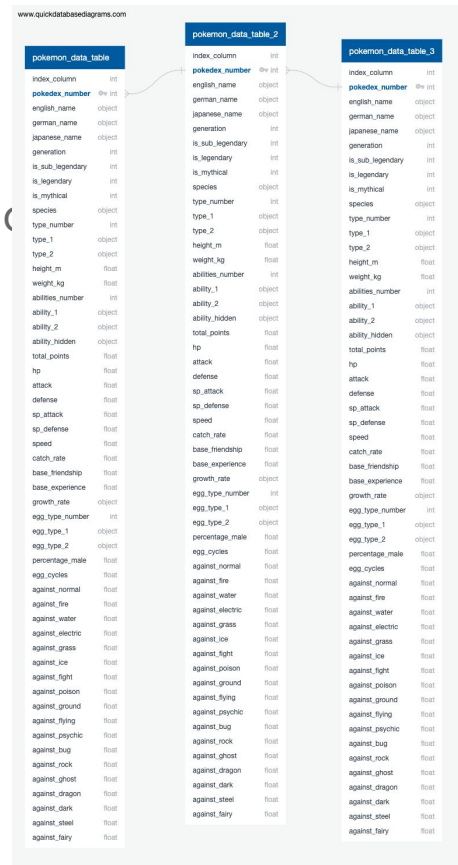 www.quickdatabasediagrams.com
pokemon_data_table
index_column int
pokedex_number int
english_name object
german_name object
japanese_name object
generation int
is_sub_legendary int
is_legendary int
is_mythical int
species object
type_number int
type_1 object
type_2 object
height_m float
weight_kg float
abilities_number int
ability_1 object
ability_2 object
ability_hidden object
total_points float
hp float
attack float
defense float
sp_attack float
sp_defense float
speed float
catch_rate float
base_friendship float
base_experience float
growth_rate object
egg_type_number int
egg_type_1 object
egg_type_2 object
percentage_male float
egg_cycles float
against_normal float
against_fire float
against_water float
against_electric float
against_grass float
against_ice float
against_fight float
against_poison float
against_ground float
against_flying float
against_psychic float
against_bug float
against_rock float
against_ghost float
against_dragon float
against_dark float
against_steel float
against_fairy float
pokemon_data_table_2
index_column int
pokedex_number int
english_name object
german_name object
japanese_name object
generation int
is_sub_legendary int
is_legendary int
is_mythical int
species object
type_number int
type_1 object
type_2 object
height_m float
weight_kg float
abilities_number int
ability_1 object
ability_2 object
ability_hidden object
total_points float
hp float
attack float
defense float
sp_attack float
sp_defense float
speed float
catch_rate float
base_friendship float
base_experience float
growth_rate object
egg_type_number int
egg_type_1 object
egg_type_2 object
percentage_male float
egg_cycles float
against_normal float
against_fire float
against_water float
against_electric float
against_grass float
against_ice float
against_fight float
against_poison float
against_ground float
against_flying float
against_psychic float
against_bug float
against_rock float
against_ghost float
against_dragon float
against_dark float
against_steel float
against_fairy float
pokemon_data_table_3
index_column int
pokedex_number int
english_name object
german_name object
japanese_name object
generation int
is_sub_legendary int
is_legendary int
is_mythical int
species object
type_number int
type_1 object
type_2 object
height_m float
weight_kg float
abilities_number int
ability_1 object
ability_2 object
ability_hidden object
total_points float
hp float
attack float
defense float
sp_attack float
sp_defense float
speed float
catch_rate float
base_friendship float
base_experience float
growth_rate object
egg_type_number int
egg_type_1 object
egg_type_2 object
percentage_male float
egg_cycles float
against_normal float
against_fire float
against_water float
against_electric float
against_grass float
against_ice float
against_fight float
against_poison float
against_ground float
against_flying float
against_psychic float
against_bug float
against_rock float
against_ghost float
against_dragon float
against_dark float
against_steel float
against_fairy float